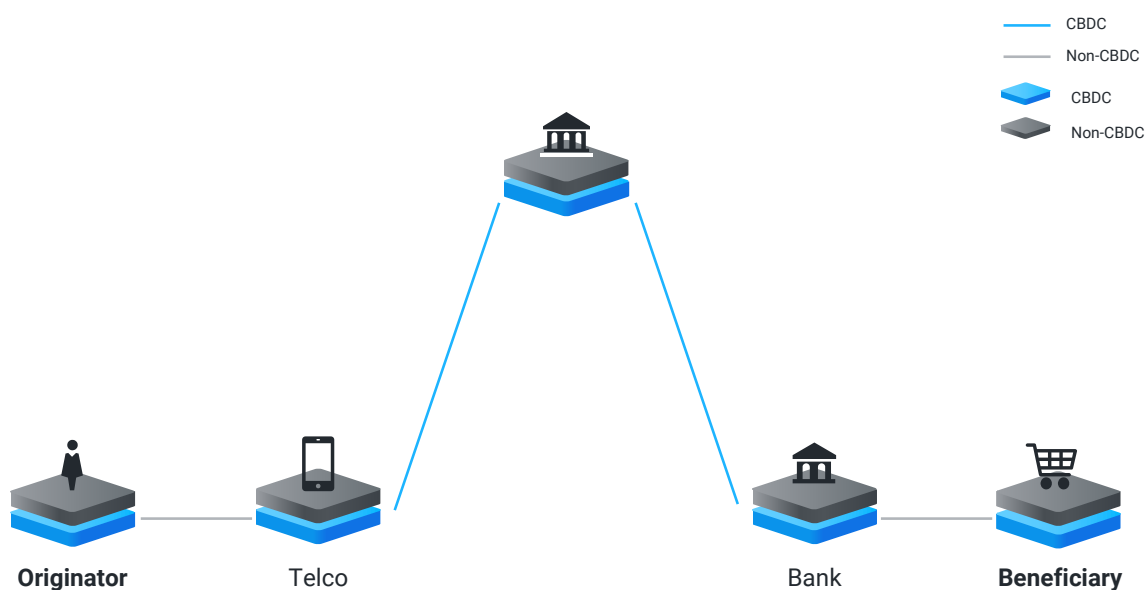 CBDC
Non-CBDC
CBDC
Non-CBDC
Originator
Telco
Bank
Beneficiary